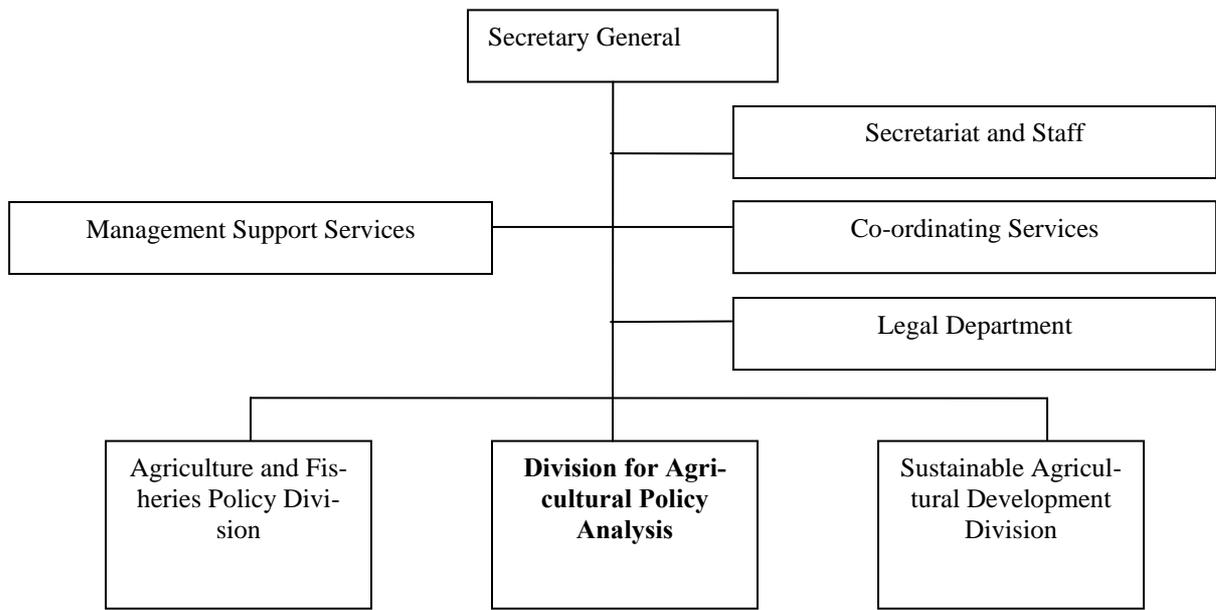 Secretary General
Secretariat and Staff
Management Support Services
Co-ordinating Services
Legal Department
Agriculture and Fis-
heries Policy Divi-
sion
Division for Agri-
cultural Policy
Analysis
Sustainable Agricul-
tural Development
Division